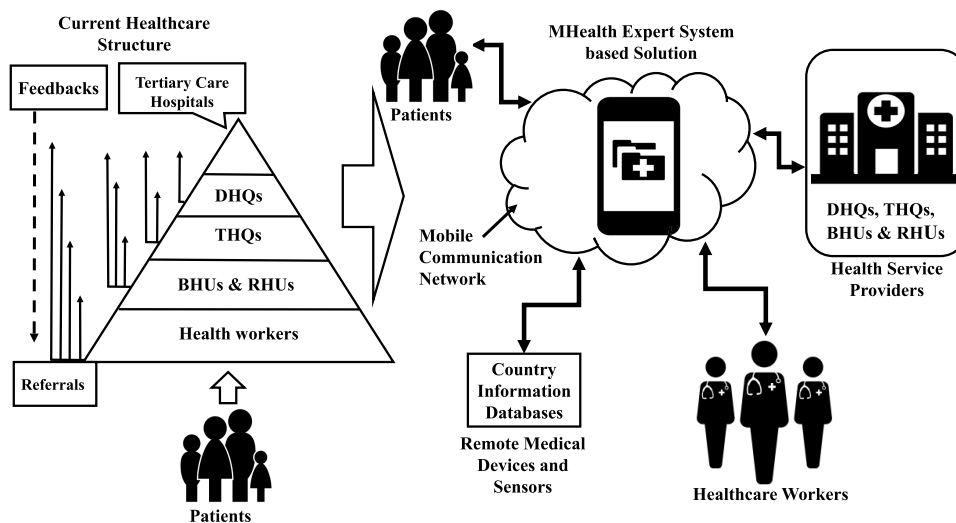 Current Healthcare
Structure
Feedbacks
Tertiary Care
Hospitals
DHQs
THQs
BHUs & RHUs
Health workers
Referrals
Patients
Patients
MHealth Expert System
based Solution
Mobile
Communication
Network
DHQs, THQs,
BHUs & RHUs
Health Service
Providers
Country
Information
Databases
Remote Medical
Devices and
Sensors
Healthcare Workers